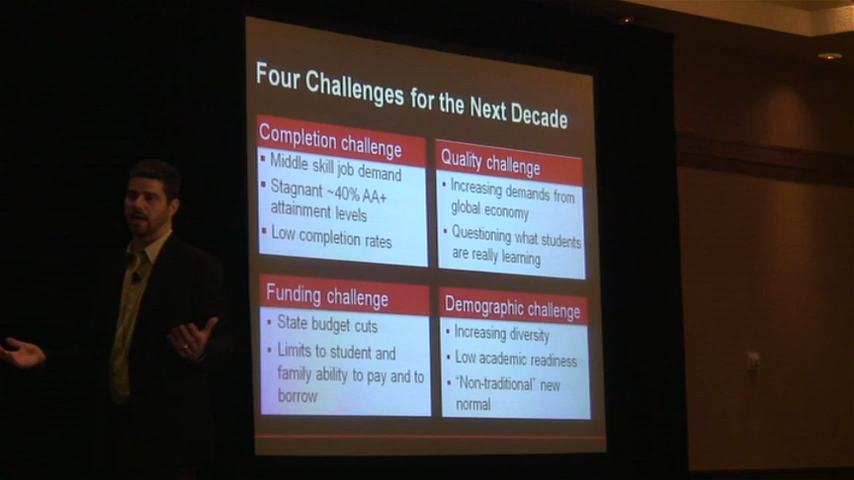 Four Challenges for the Next Decade
Completion challenge
▪ Middle skill job demand
▪ Stagnant ~40% AA+
attainment levels
▪ Low completion rates
Quality challenge
▪ Increasing demands from
global economy
▪ Questioning what students
are really learning
Funding challenge
▪ State budget cuts
▪ Limits to student and
family ability to pay and to
borrow
Demographic challenge
▪ Increasing diversity
▪ Low academic readiness
▪ “Non-traditional” new
normal